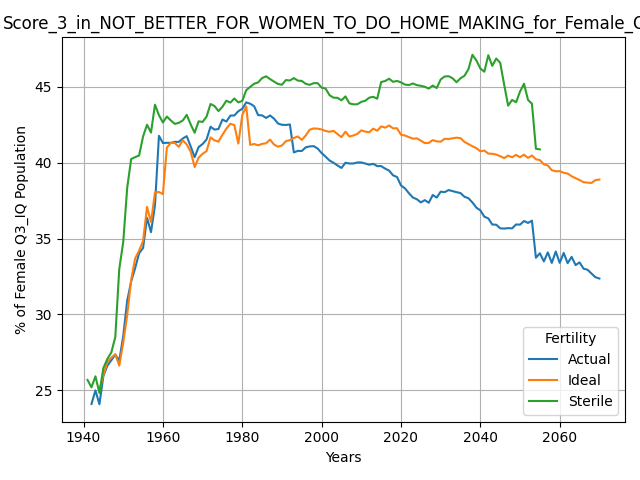 Score_3_in_NOT_BETTER_FOR_WOMEN_TO_DO_HOME_MAKING_for_Female_
% of Female Q3_IQ Population
45
40
35
30
25
1940
1960
1980
2000
2020
2040
2060
Years
Fertility
Actual
Ideal
Sterile